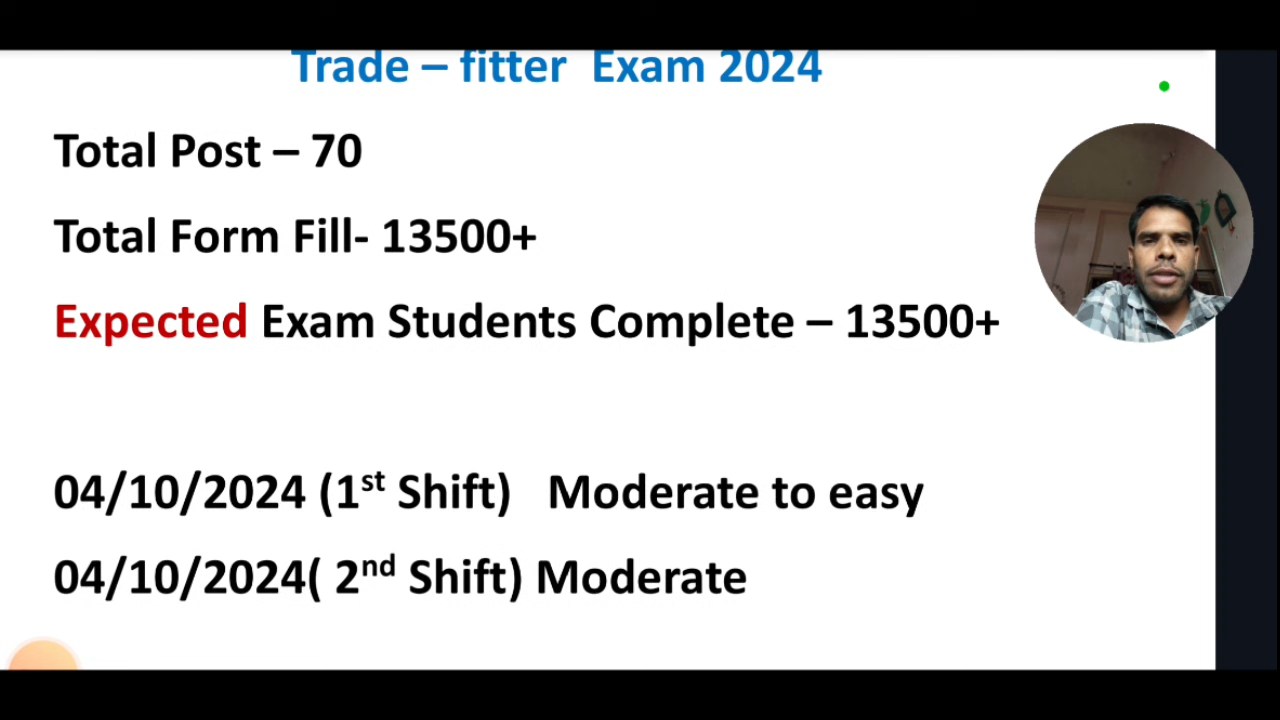 Trade – fitter Exam 2024
Total Post – 70
Total Form Fill- 13500+
Expected Exam Students Complete – 13500+
04/10/2024 (1st Shift) Moderate to easy
04/10/2024( 2nd Shift) Moderate